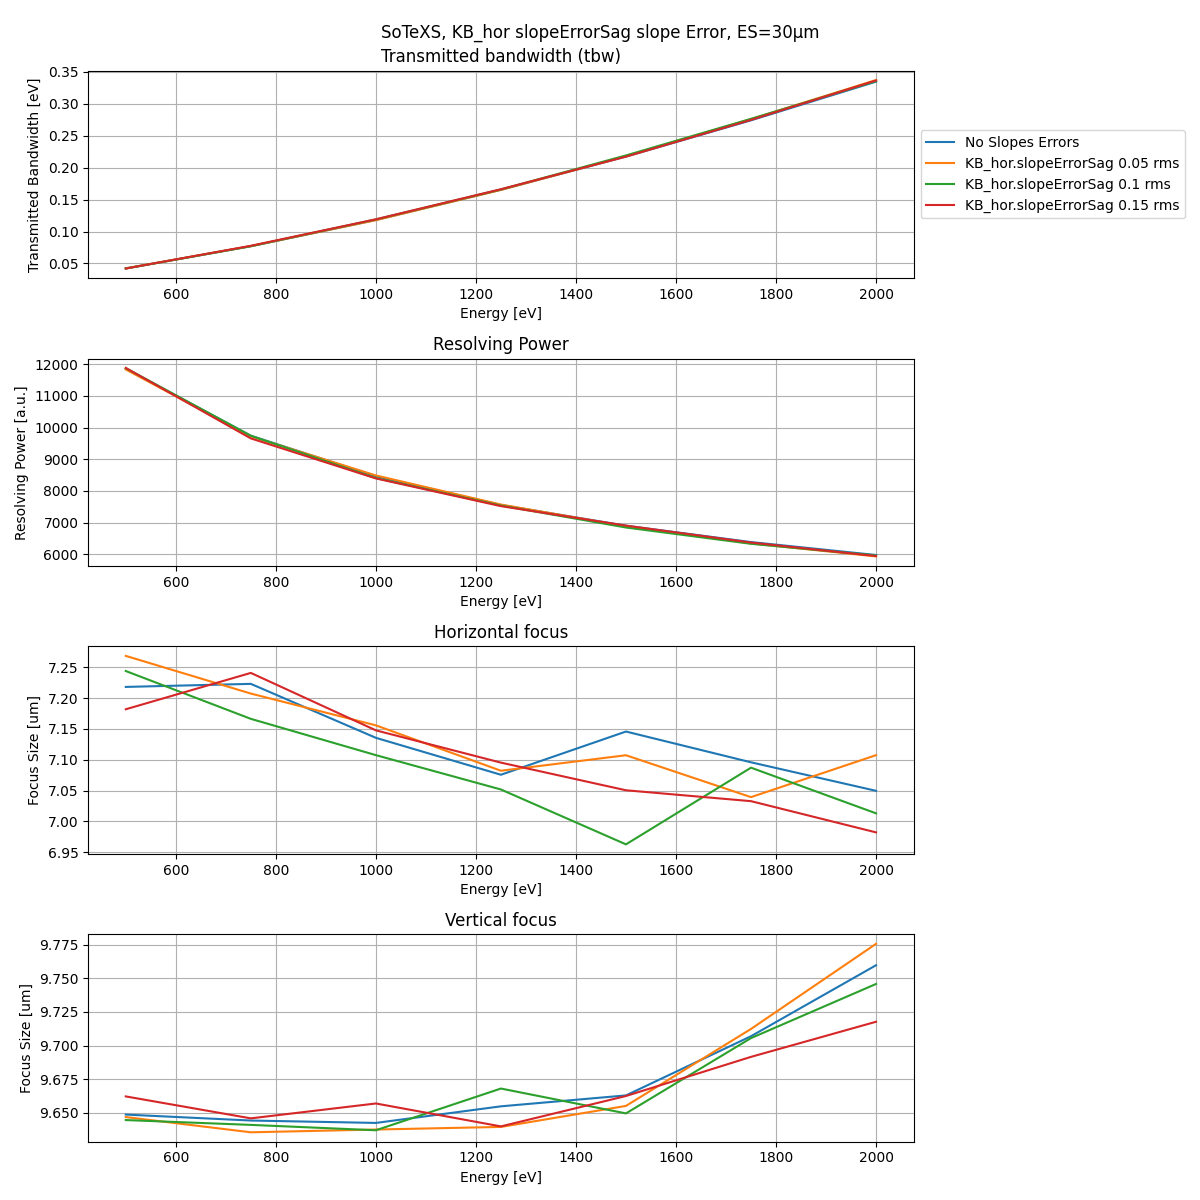 SoTeXS, KB_hor slopeErrorSag slope Error, ES=30μm
Transmitted bandwidth (tbw)
0.35
0.30
0.25
0.20
0.15
0.10
0.05
Transmitted Bandwidth [eV]
600 800 1000 1200 1400 1600 1800 2000
Energy [eV]
No Slopes Errors
KB_hor.slopeErrorSag 0.05 rms
KB_hor.slopeErrorSag 0.1 rms
KB_hor.slopeErrorSag 0.15 rms
Resolving Power
12000
11000
10000
9000
8000
7000
6000
Resolving Power [a.u.]
600 800 1000 1200 1400 1600 1800 2000
Energy [eV]
Horizontal focus
7.25
7.20
7.15
7.10
7.05
7.00
6.95
Focus Size [um]
600 800 1000 1200 1400 1600 1800 2000
Energy [eV]
Vertical focus
9.775
9.750
9.725
9.700
9.675
9.650
Focus Size [um]
600 800 1000 1200 1400 1600 1800 2000
Energy [eV]